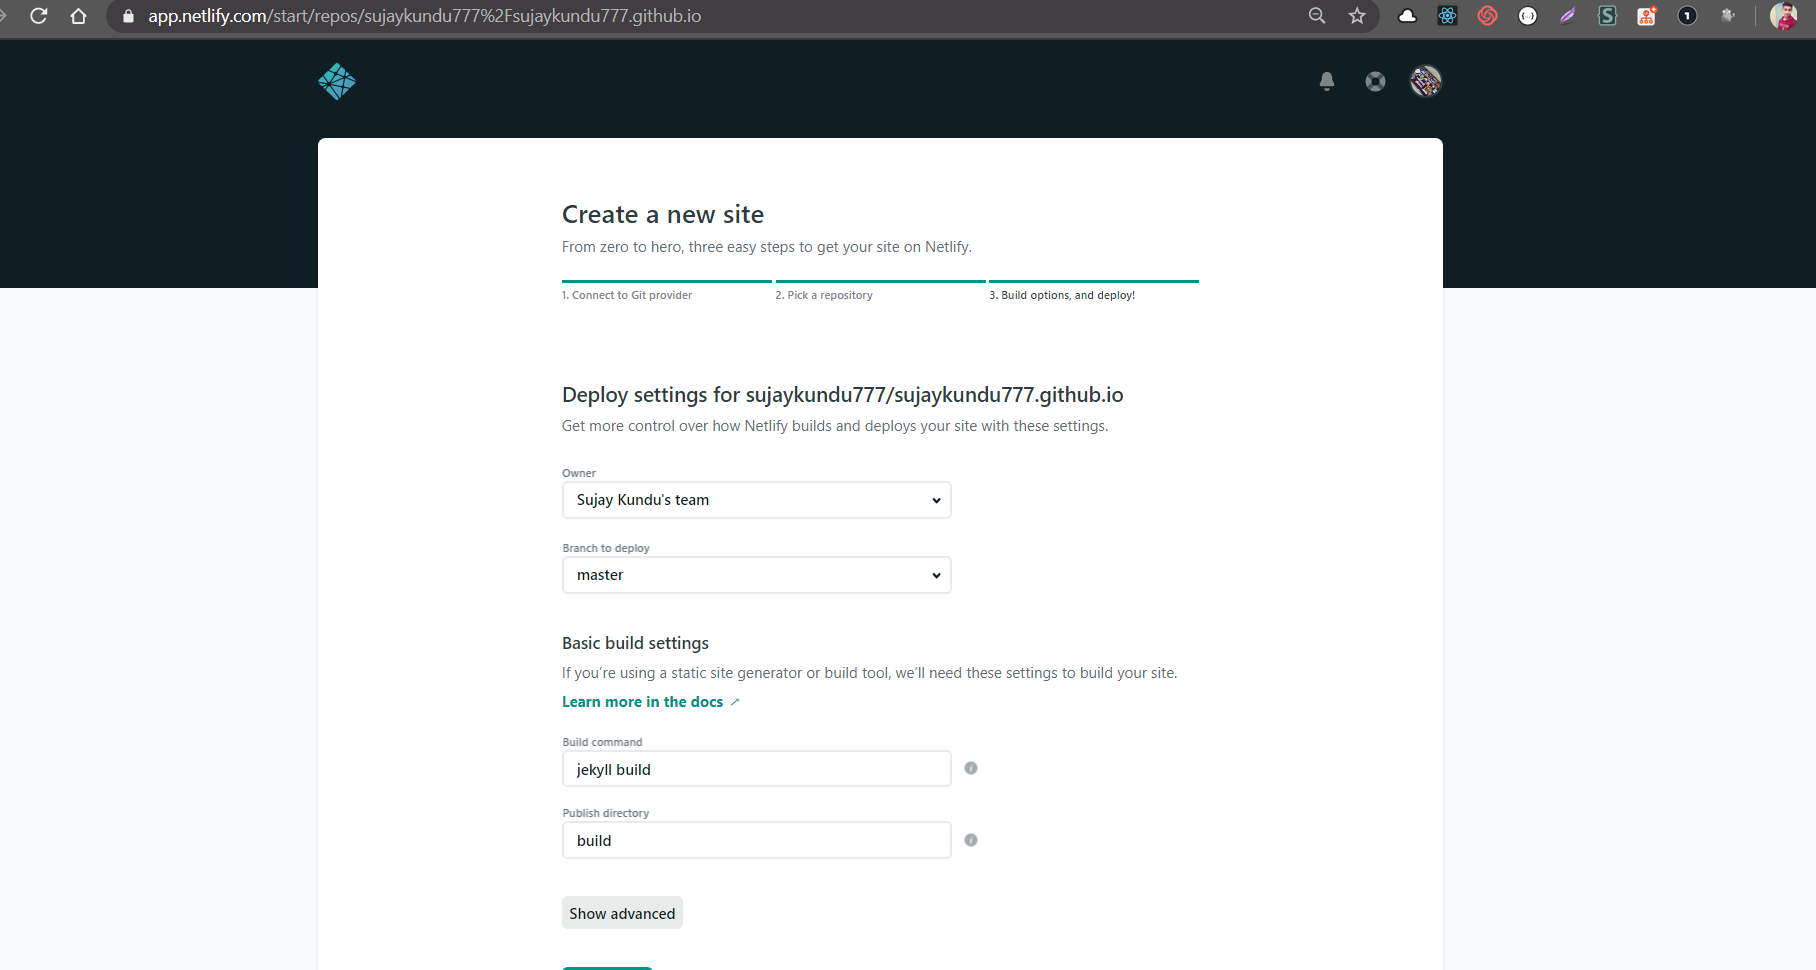 app.netlify.com/start/repos/sujaykundu777%2Fsujaykundu777.github.io
Create a new site
From zero to hero, three easy steps to get your site on Netlify.
1. Connect to Git provider
2. Pick a repository
3. Build options, and deploy!
Deploy settings for sujaykundu777/sujaykundu777.github.io
Get more control over how Netlify builds and deploys your site with these settings.
Owner
Sujay Kundu's team
Branch to deploy
master
Basic build settings
If you’re using a static site generator or build tool, we’ll need these settings to build your site.
Learn more in the docs
Build command
jekyll build
Publish directory
build
Show advanced